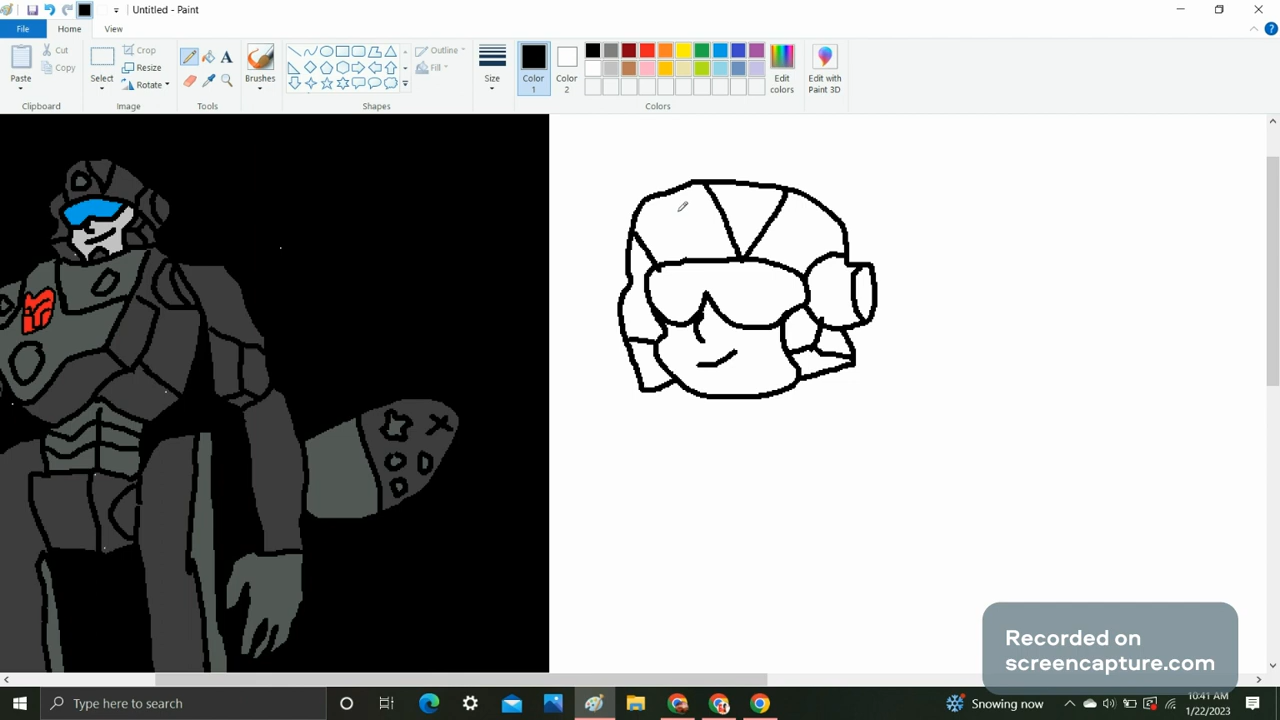 Untitled - Paint
File
Home
View
Paste
Cut
Copy
Clipboard
Select
Crop
Resize
Rotate
Image
A
Tools
Brushes
Shapes
Outline
Fill
Size
Color
1
Color
2
Colors
Edit
colors
Edit with
Paint 3D
Recorded on
screencapture.com
Type here to search
Snowing now
10:41 AM
1/22/2023